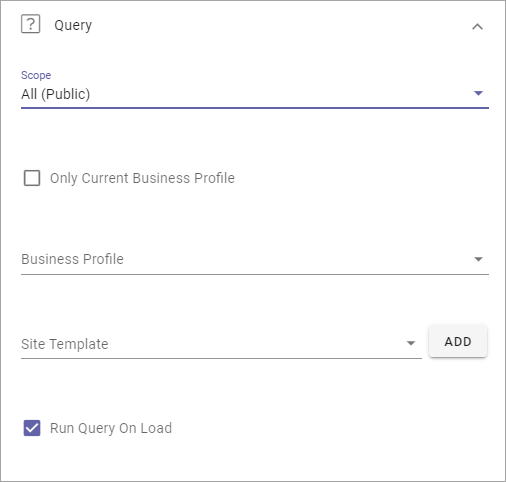 Query
Scope
All (Public)
Only Current Business Profile
Business Profile
Site Template
ADD
Run Query On Load